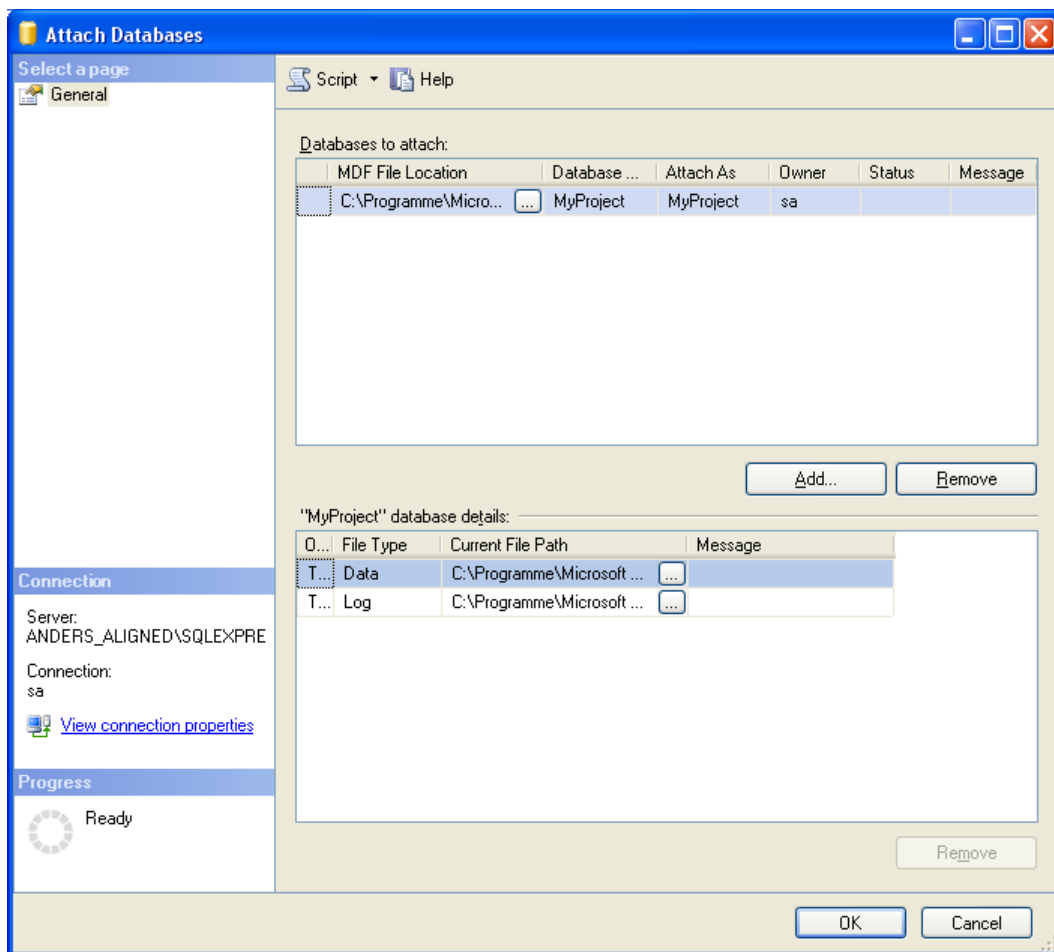 Attach Databases
Select a page
General
Script Help
Databases to attach:
MDF File Location Database ... Attach As Owner Status Message
C:\Programme\Micro... ... MyProject MyProject sa
Add... Remove
"MyProject" database details:
O... File Type Current File Path Message
T... Data C:\Programme\Microsoft ... ...
T... Log C:\Programme\Microsoft ... ...
Remove
Connection
Server:
ANDERS_ALIGNED\SQLEXPRE
Connection:
sa
View connection properties
Progress
Ready
OK Cancel